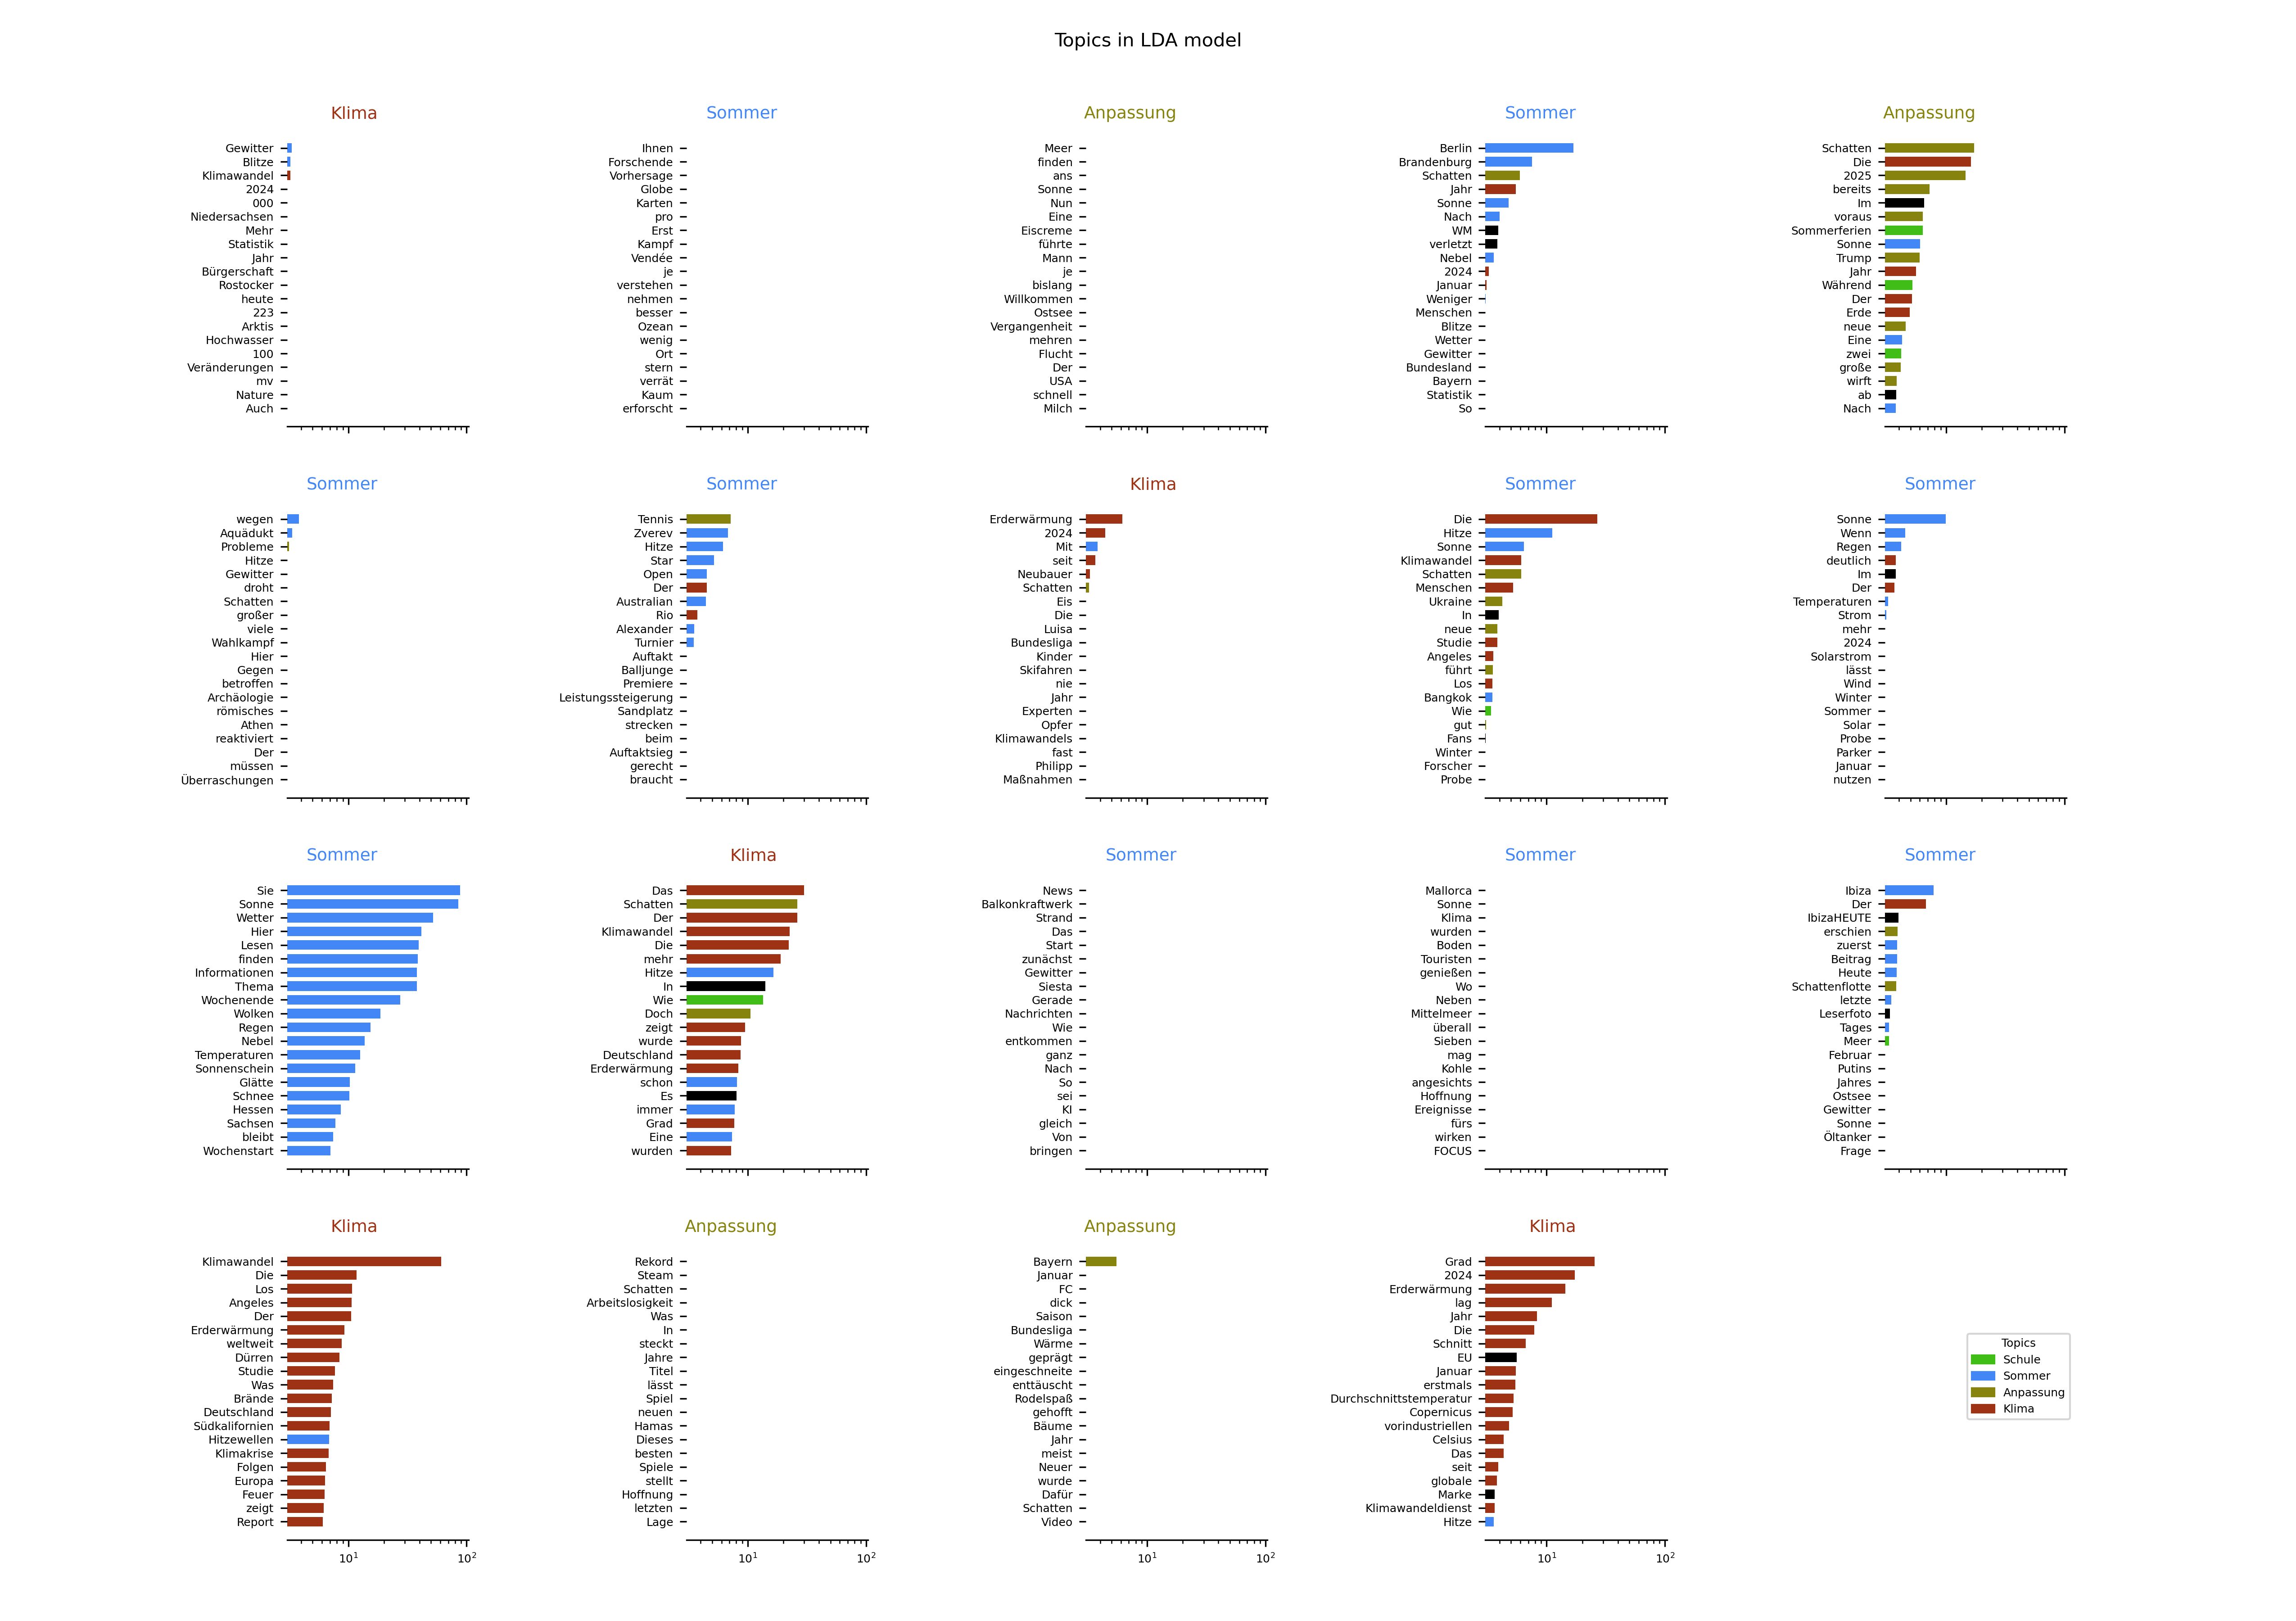 Topics in LDA model
Klima
Gewitter
Blitze
Klimawandel
2024
000
Niedersachsen
Mehr
Statistik
Jahr
Bürgerschaft
Rostocker
heute
223
Arktis
Hochwasser
100
Veränderungen
mv
Nature
Auch
Sommer
Ihnen
Forschende
Vorhersage
Globe
Karten
pro
Erst
Kampf
Vendée
je
verstehen
nehmen
besser
Ozean
wenig
Ort
stern
verrät
Kaum
erforscht
Anpassung
Meer
finden
ans
Sonne
Nun
Eine
Eiscreme
führte
Mann
je
bislang
Willkommen
Ostsee
Vergangenheit
mehren
Flucht
Der
USA
schnell
Milch
Sommer
Berlin
Brandenburg
Schatten
Jahr
Sonne
Nach
WM
verletzt
Nebel
2024
Januar
Weniger
Menschen
Blitze
Wetter
Gewitter
Bundesland
Bayern
Statistik
So
Anpassung
Schatten
Die
2025
bereits
Im
voraus
Sommerferien
Sonne
Trump
Jahr
Während
Der
Erde
neue
Eine
zwei
große
wirft
ab
Nach
Sommer
wegen
Aquädukt
Probleme
Hitze
Gewitter
droht
Schatten
großer
viele
Wahlkampf
Hier
Gegen
betroffen
Archäologie
römisches
Athen
reaktiviert
Der
müssen
Überraschungen
Sommer
Tennis
Zverev
Hitze
Star
Open
Der
Australian
Rio
Alexander
Turnier
Auftakt
Balljunge
Premiere
Leistungssteigerung
Sandplatz
strecken
beim
Auftaktsieg
gerecht
braucht
Klima
Erderwärmung
2024
Mit
seit
Neubauer
Schatten
Eis
Die
Luisa
Bundesliga
Kinder
Skifahren
nie
Jahr
Experten
Opfer
Klimawandels
fast
Philipp
Maßnahmen
Sommer
Die
Hitze
Sonne
Klimawandel
Schatten
Menschen
Ukraine
In
neue
Studie
Angeles
führt
Los
Bangkok
Wie
gut
Fans
Winter
Forscher
Probe
Sommer
Sonne
Wenn
Regen
deutlich
Im
Der
Temperaturen
Strom
mehr
2024
Solarstrom
lässt
Wind
Winter
Sommer
Solar
Probe
Parker
Januar
nutzen
Sommer
Sie
Sonne
Wetter
Hier
Lesen
finden
Informationen
Thema
Wochenende
Wolken
Regen
Nebel
Temperaturen
Sonnenschein
Glätte
Schnee
Hessen
Sachsen
bleibt
Wochenstart
Klima
Das
Schatten
Der
Klimawandel
Die
mehr
Hitze
In
Wie
Doch
zeigt
wurde
Deutschland
Erderwärmung
schon
Es
immer
Grad
Eine
wurden
Sommer
News
Balkonkraftwerk
Strand
Das
Start
zunächst
Gewitter
Siesta
Gerade
Nachrichten
Wie
entkommen
ganz
Nach
So
sei
KI
gleich
Von
bringen
Sommer
Mallorca
Sonne
Klima
wurden
Boden
Touristen
genießen
Wo
Neben
Mittelmeer
überall
Sieben
mag
Kohle
angesichts
Hoffnung
Ereignisse
fürs
wirken
FOCUS
Sommer
Ibiza
Der
IbizaHEUTE
erschien
zuerst
Beitrag
Heute
Schattenflotte
letzte
Leserfoto
Tages
Meer
Februar
Putins
Jahres
Ostsee
Gewitter
Sonne
Öltanker
Frage
Klima
Klimawandel
Die
Los
Angeles
Der
Erderwärmung
weltweit
Dürren
Studie
Was
Brände
Deutschland
Südkalifornien
Hitzewellen
Klimakrise
Folgen
Europa
Feuer
zeigt
Report
10¹ 10²
Anpassung
Rekord
Steam
Schatten
Arbeitslosigkeit
Was
In
steckt
Jahre
Titel
lässt
Spiel
neuen
Hamas
Dieses
besten
Spiele
stellt
Hoffnung
letzten
Lage
10¹ 10²
Anpassung
Bayern
Januar
FC
dick
Saison
Bundesliga
Wärme
geprägt
eingeschneite
enttäuscht
Rodelspaß
gehofft
Bäume
Jahr
meist
Neuer
wurde
Dafür
Schatten
Video
10¹ 10²
Klima
Grad
2024
Erderwärmung
lag
Jahr
Die
Schnitt
EU
Januar
erstmals
Durchschnittstemperatur
Copernicus
vorindustriellen
Celsius
Das
seit
globale
Marke
Klimawandeldienst
Hitze
10¹ 10²
Topics
Schule
Sommer
Anpassung
Klima